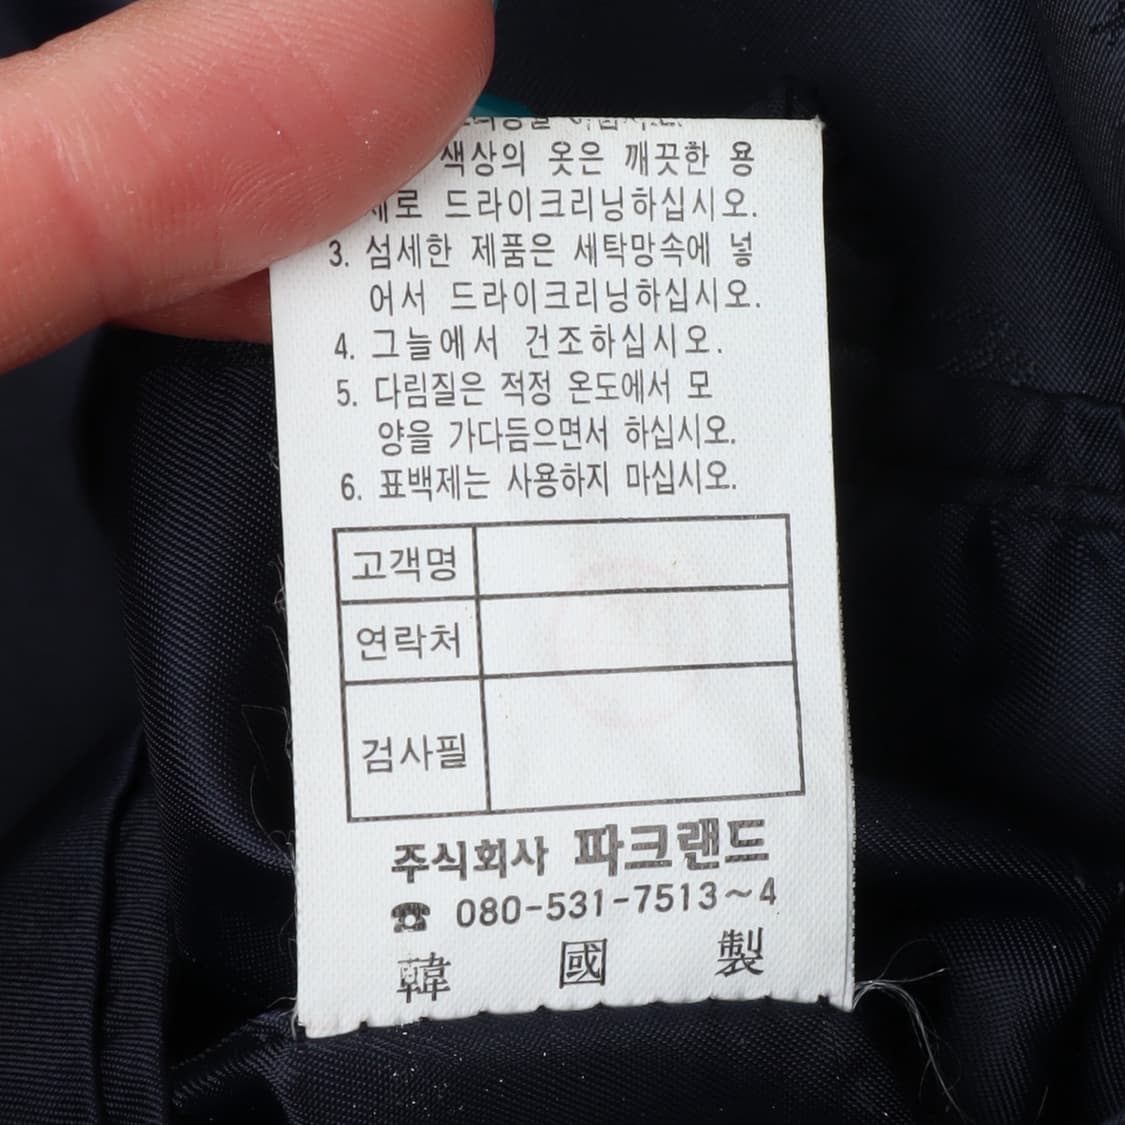 색상의 옷은 깨끗한 용
제로 드라이크리닝하십시오.
3. 섬세한 제품은 세탁망속에 넣
어서 드라이크리닝하십시오.
4. 그늘에서 건조하십시오.
5. 다림질은 적정 온도에서 모
양을 가다듬으면서 하십시오.
6. 표백제는 사용하지 마십시오.
고객명
연락처
검사필
주식회사 파크랜드
☎ 080-531-7513~4
韓 國 製